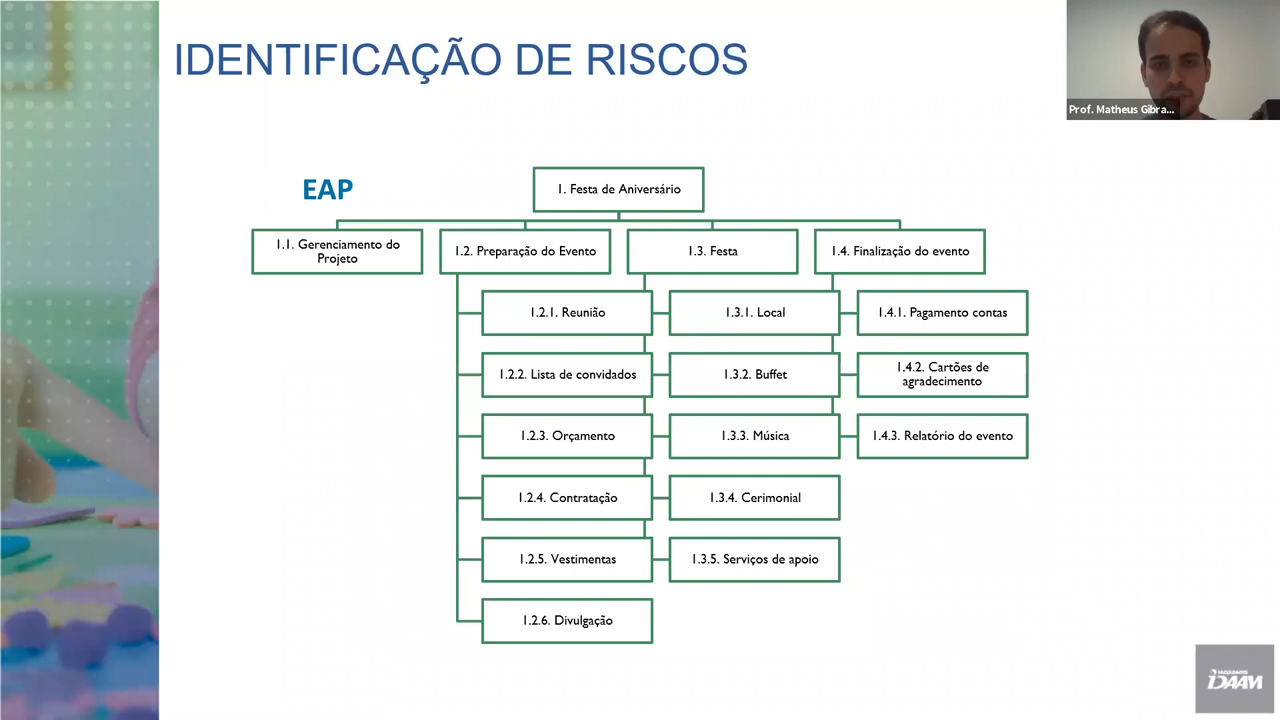 IDENTIFICAÇÃO DE RISCOS
Prof. Matheus Gibra...
EAP
1. Festa de Aniversário
1.1. Gerenciamento do
Projeto
1.2. Preparação do Evento
1.3. Festa
1.4. Finalização do evento
1.2.1. Reunião
1.3.1. Local
1.4.1. Pagamento contas
1.2.2. Lista de convidados
1.3.2. Buffet
1.4.2. Cartões de
agradecimento
1.2.3. Orçamento
1.3.3. Música
1.4.3. Relatório do evento
1.2.4. Contratação
1.3.4. Cerimonial
1.2.5. Vestimentas
1.3.5. Serviços de apoio
1.2.6. Divulgação
FACULDADE
IDAAM